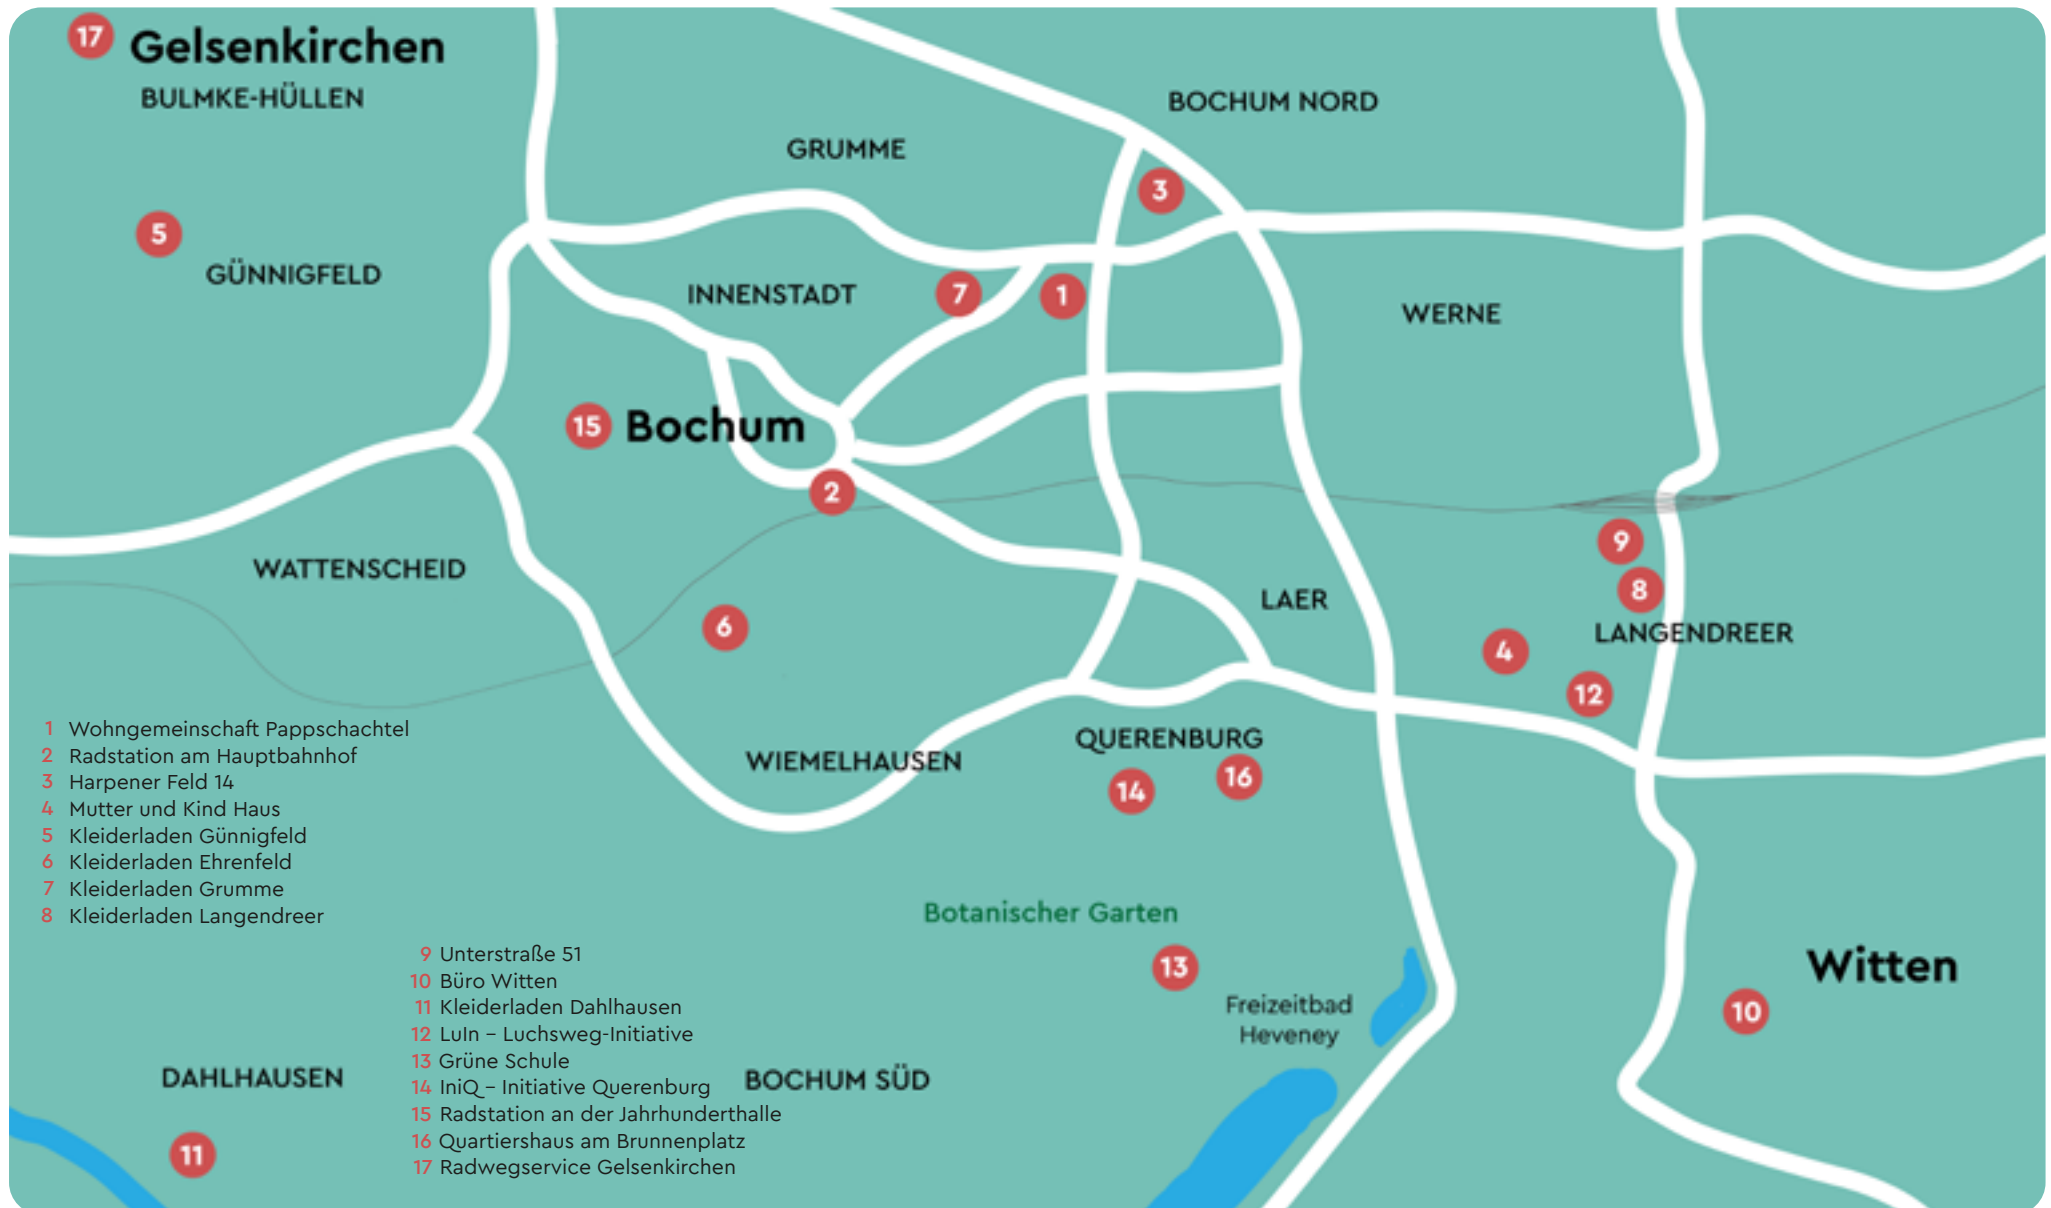 17 Gelsenkirchen
BULMKE-HÜLLEN
BOCHUM NORD
GRUMME
3
5
GÜNNIGFELD
INNENSTADT
7
1
WERNE
15 Bochum
2
9
WATTENSCHEID
8
LAER
6
LANGENDREER
4
12
QUERENBURG
WIEMELHAUSEN
14
16
1 Wohngemeinschaft Pappschachtel
2 Radstation am Hauptbahnhof
3 Harpener Feld 14
4 Mutter und Kind Haus
5 Kleiderladen Günnigfeld
6 Kleiderladen Ehrenfeld
7 Kleiderladen Grumme
8 Kleiderladen Langendreer
9 Unterstraße 51
10 Büro Witten
11 Kleiderladen Dahlhausen
12 LuIn – Luchsweg-Initiative
13 Grüne Schule
14 IniQ – Initiative Querenburg
15 Radstation an der Jahrhunderthalle
16 Quartiershaus am Brunnenplatz
17 Radwegservice Gelsenkirchen
Botanischer Garten
13
Witten
Freizeitbad
Heveney
10
DAHLHAUSEN
BOCHUM SÜD
11